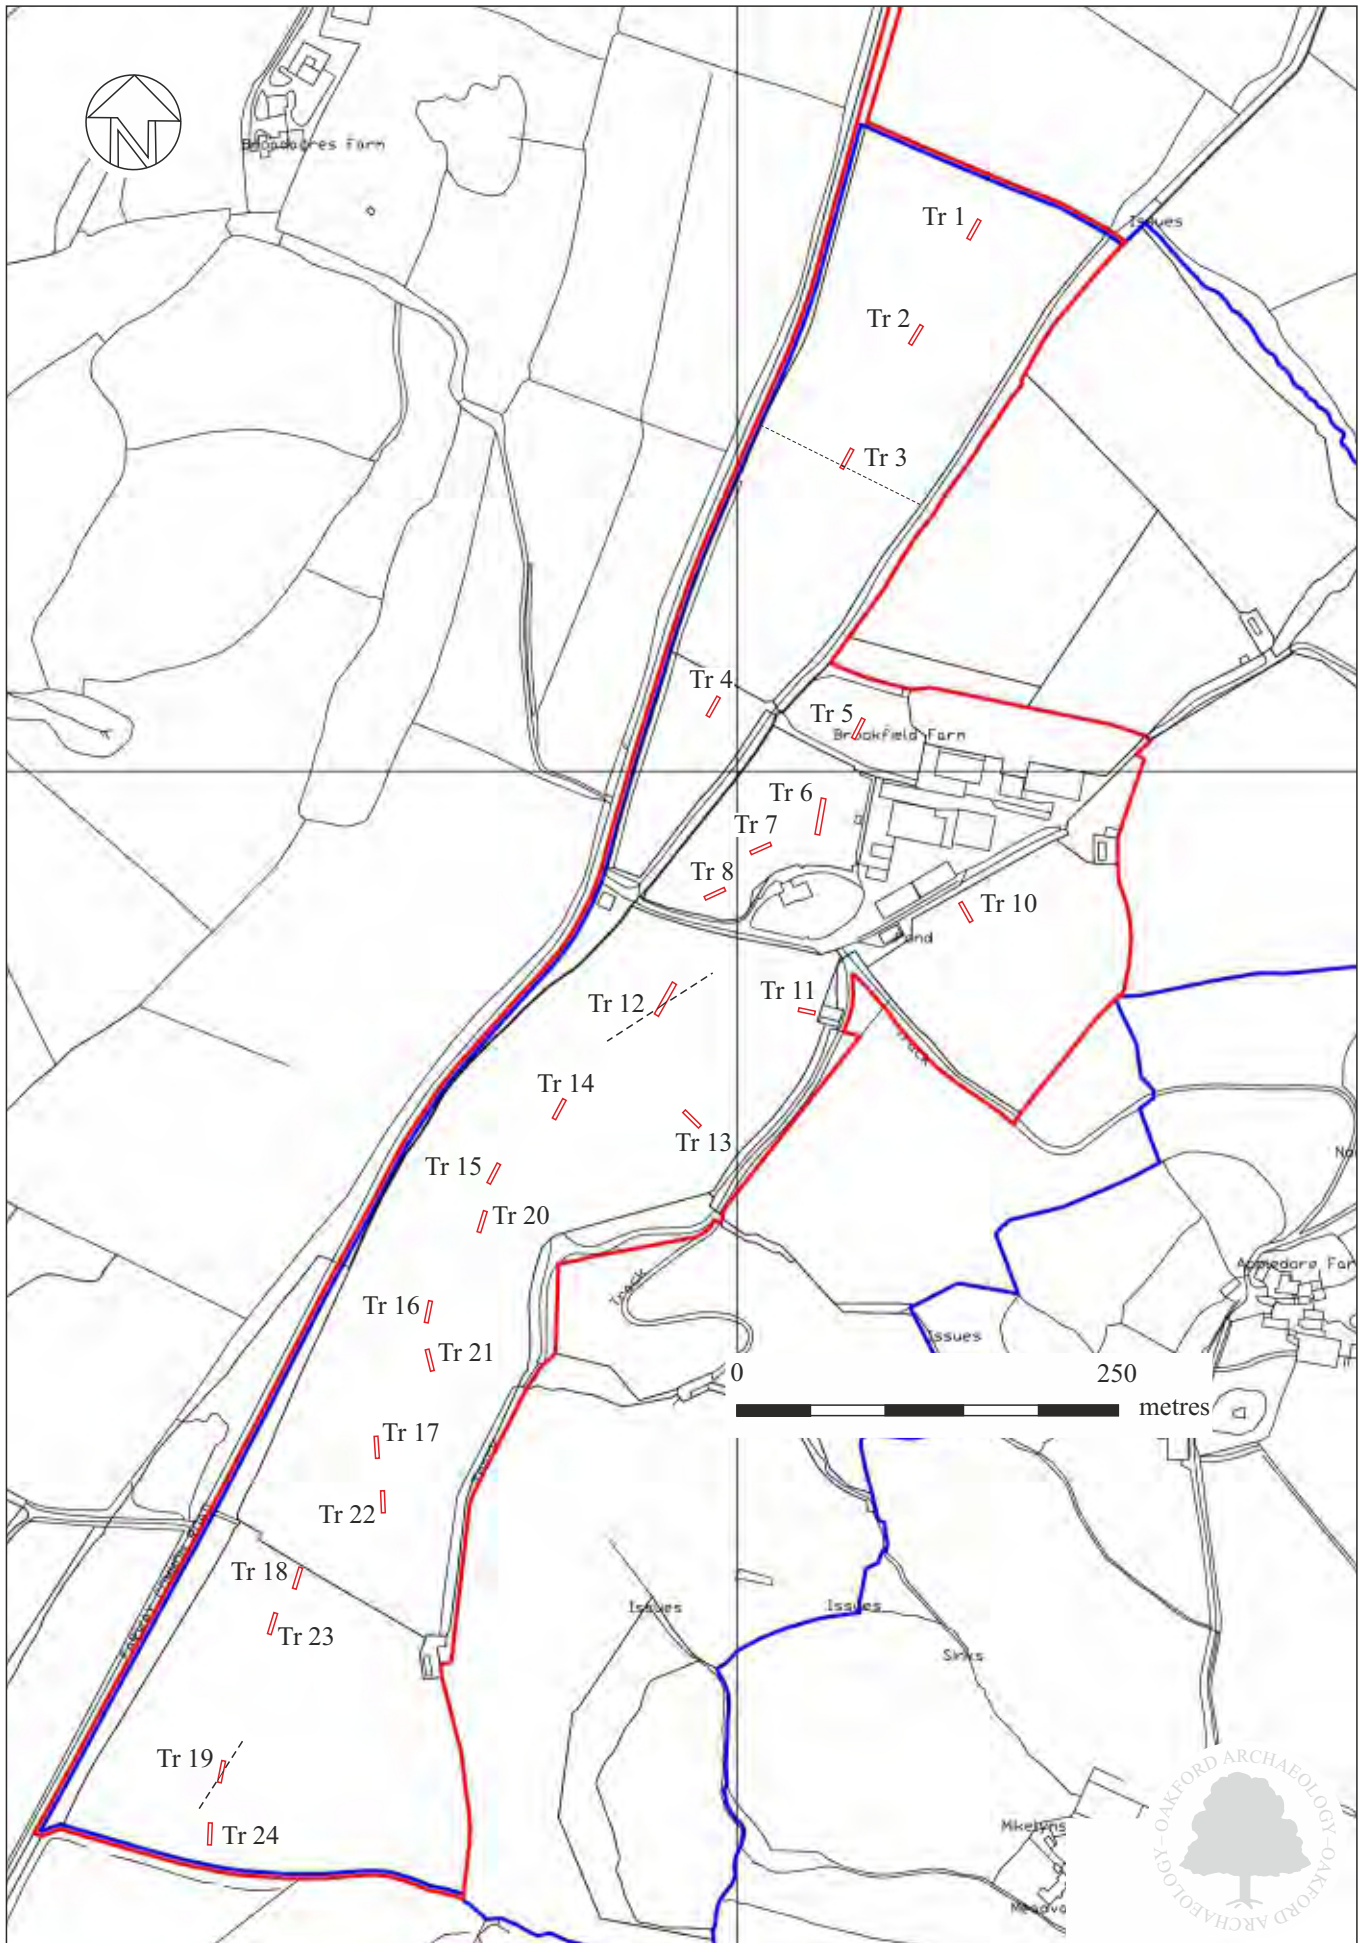 N
Broadacres Farm
Issues
Tr 1
Tr 2
Tr 3
Tr 4
Tr 5
Brookfield Farm
Tr 6
Tr 7
Tr 8
Tr 10
Pond
Tr 11
Track
Tr 12
Tr 14
Tr 13
Tr 15
Tr 20
Track
Tr 16
Tr 21
Appledore Far
Issues
0 250
metres
Tr 17
Tr 22
Tr 18
Tr 23
Issues
Issues
Sinks
Tr 19
Tr 24
Mikelyns
OAKFORD ARCHAEOLOGY - OAKFORD ARCHAEOLOGY -